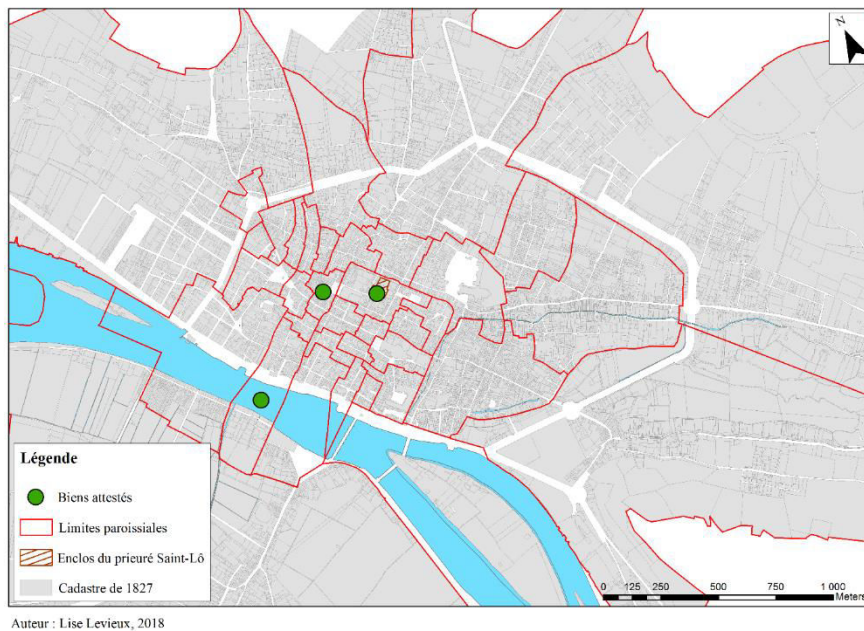 N
Légende
Biens attestés
Limites paroissiales
Enclos du prieuré Saint-Lô
Cadastre de 1827
0 125 250 500 750 1 000
Meters
Auteur : Lise Levieux, 2018